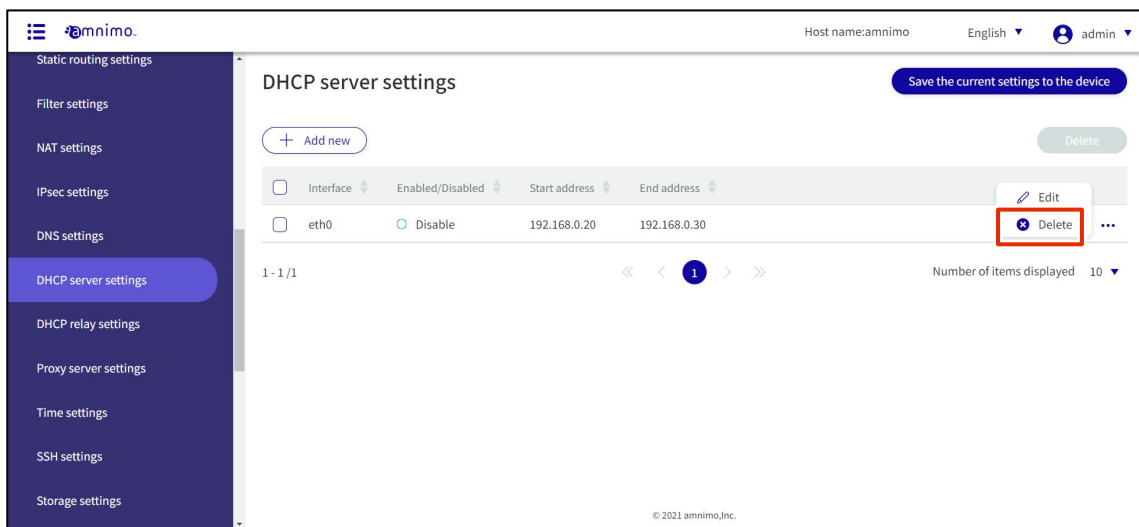 amnimo
Host name:amnimo
English
admin
Static routing settings
Filter settings
NAT settings
IPsec settings
DNS settings
DHCP server settings
DHCP relay settings
Proxy server settings
Time settings
SSH settings
Storage settings
DHCP server settings
Save the current settings to the device
Add new
Delete
Interface Enabled/Disabled Start address End address
Edit
eth0 Disable 192.168.0.20 192.168.0.30
Delete
1 - 1 /1
1
Number of items displayed 10
© 2021 amnimo,Inc.